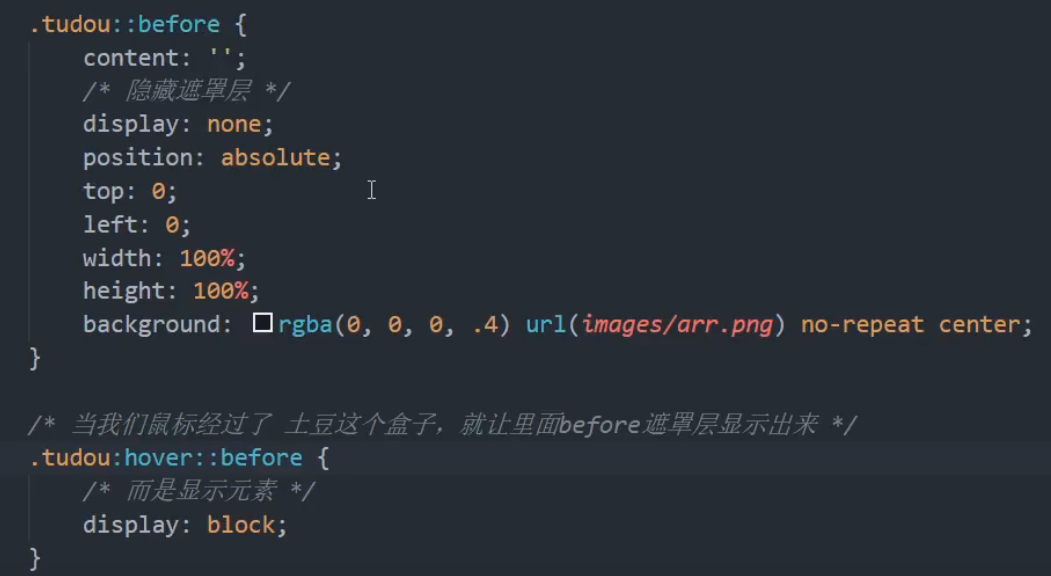 .tudou::before {
content: '';
/* 隐藏遮罩层 */
display: none;
position: absolute;
top: 0;
left: 0;
width: 100%;
height: 100%;
background: rgba(0, 0, 0, .4) url(images/arr.png) no-repeat center;
}
/* 当我们鼠标经过了 土豆这个盒子，就让里面before遮罩层显示出来 */
.tudou:hover::before {
/* 而是显示元素 */
display: block;
}